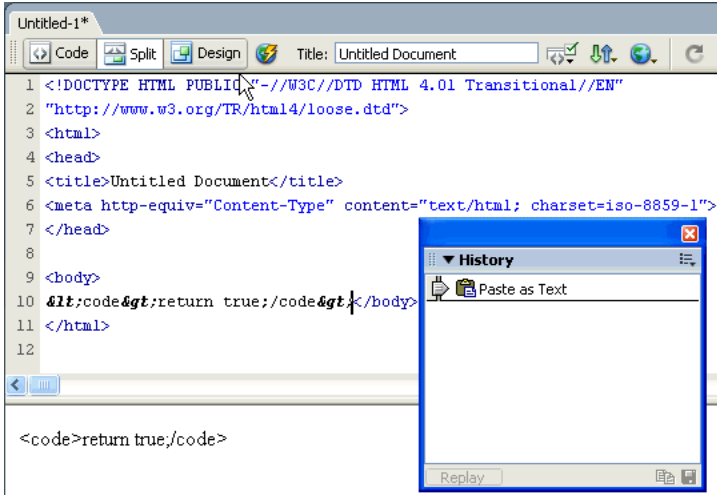 Untitled-1*
Code Split Design Title: Untitled Document
1 <!DOCTYPE HTML PUBLIC "-//W3C//DTD HTML 4.01 Transitional//EN"
2 "http://www.w3.org/TR/html4/loose.dtd">
3 <html>
4 <head>
5 <title>Untitled Document</title>
6 <meta http-equiv="Content-Type" content="text/html; charset=iso-8859-1">
7 </head>
8
9 <body>
10 &lt;code&gt;return true;/code&gt;</body>
11 </html>
12
History
Paste as Text
Replay
<code>return true;/code>